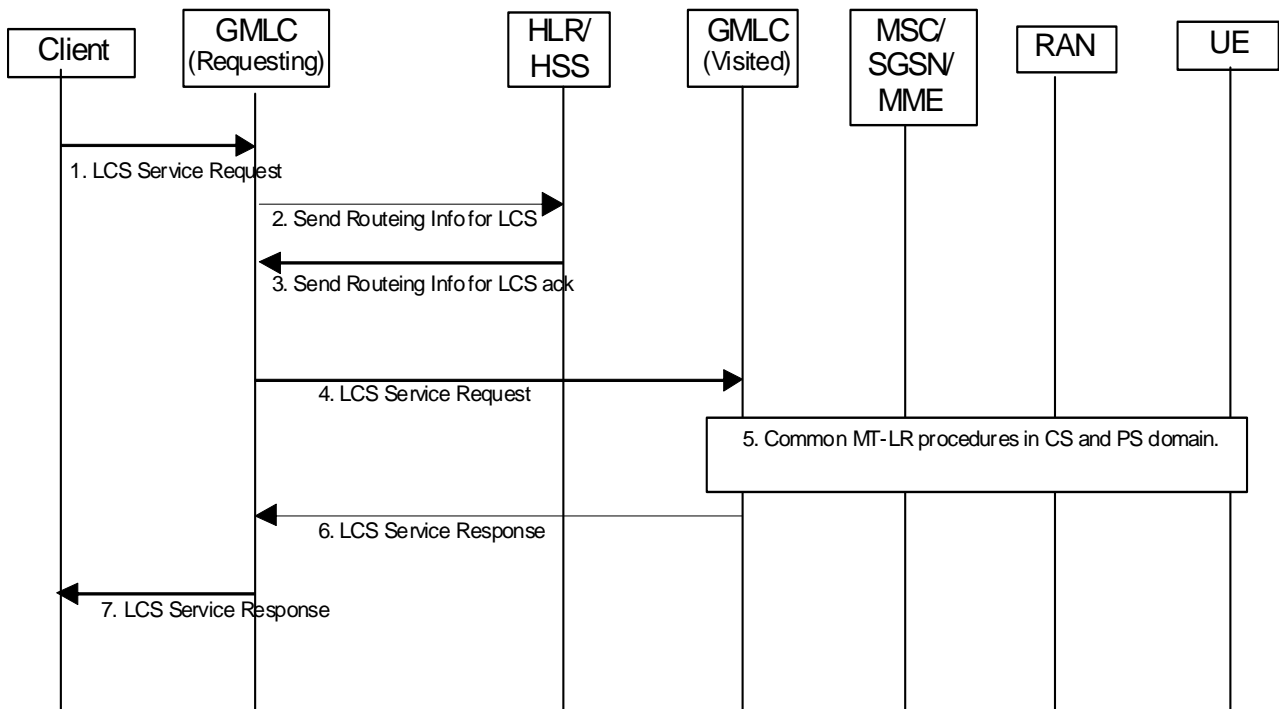 Client
GMLC
(Requesting)
HLR/
HSS
GMLC
(Visited)
MSC/
SGSN/
MME
RAN
UE
1. LCS Service Request
2. Send Routeing Info for LCS
3. Send Routeing Info for LCS ack
4. LCS Service Request
5. Common MT-LR procedures in CS and PS domain.
6. LCS Service Response
7. LCS Service Response